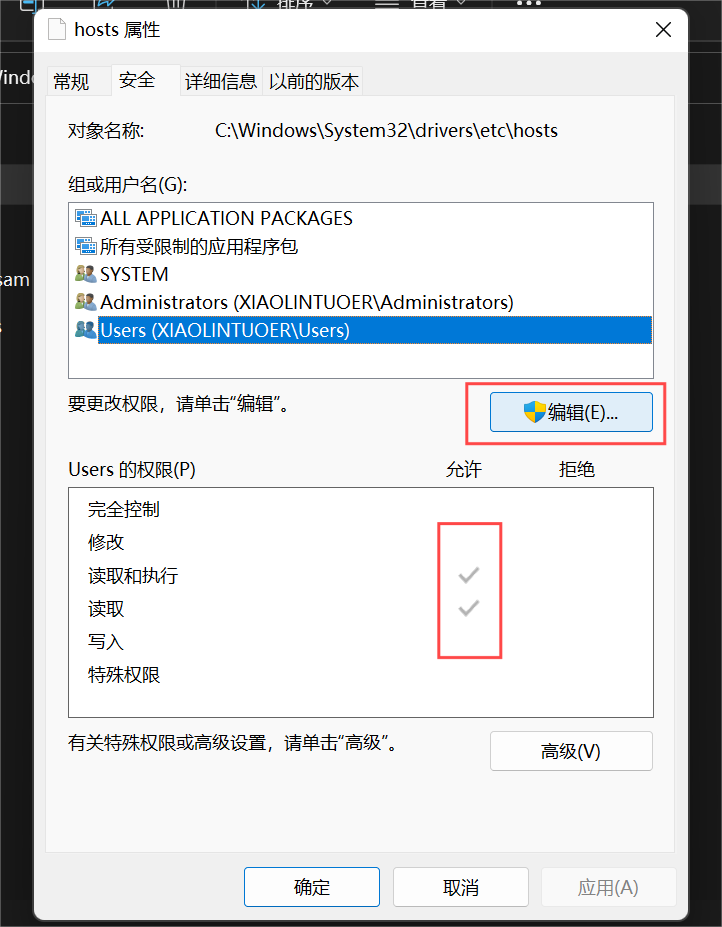 排序
查看
hosts 属性
Windo
常规
安全
详细信息
以前的版本
对象名称:
C:\Windows\System32\drivers\etc\hosts
组或用户名(G):
ALL APPLICATION PACKAGES
所有受限制的应用程序包
sam
SYSTEM
Administrators (XIAOLINTUOER\Administrators)
Users (XIAOLINTUOER\Users)
要更改权限，请单击“编辑”。
编辑(E)...
Users 的权限(P)
允许
拒绝
完全控制
修改
读取和执行
读取
写入
特殊权限
有关特殊权限或高级设置，请单击“高级”。
高级(V)
确定
取消
应用(A)